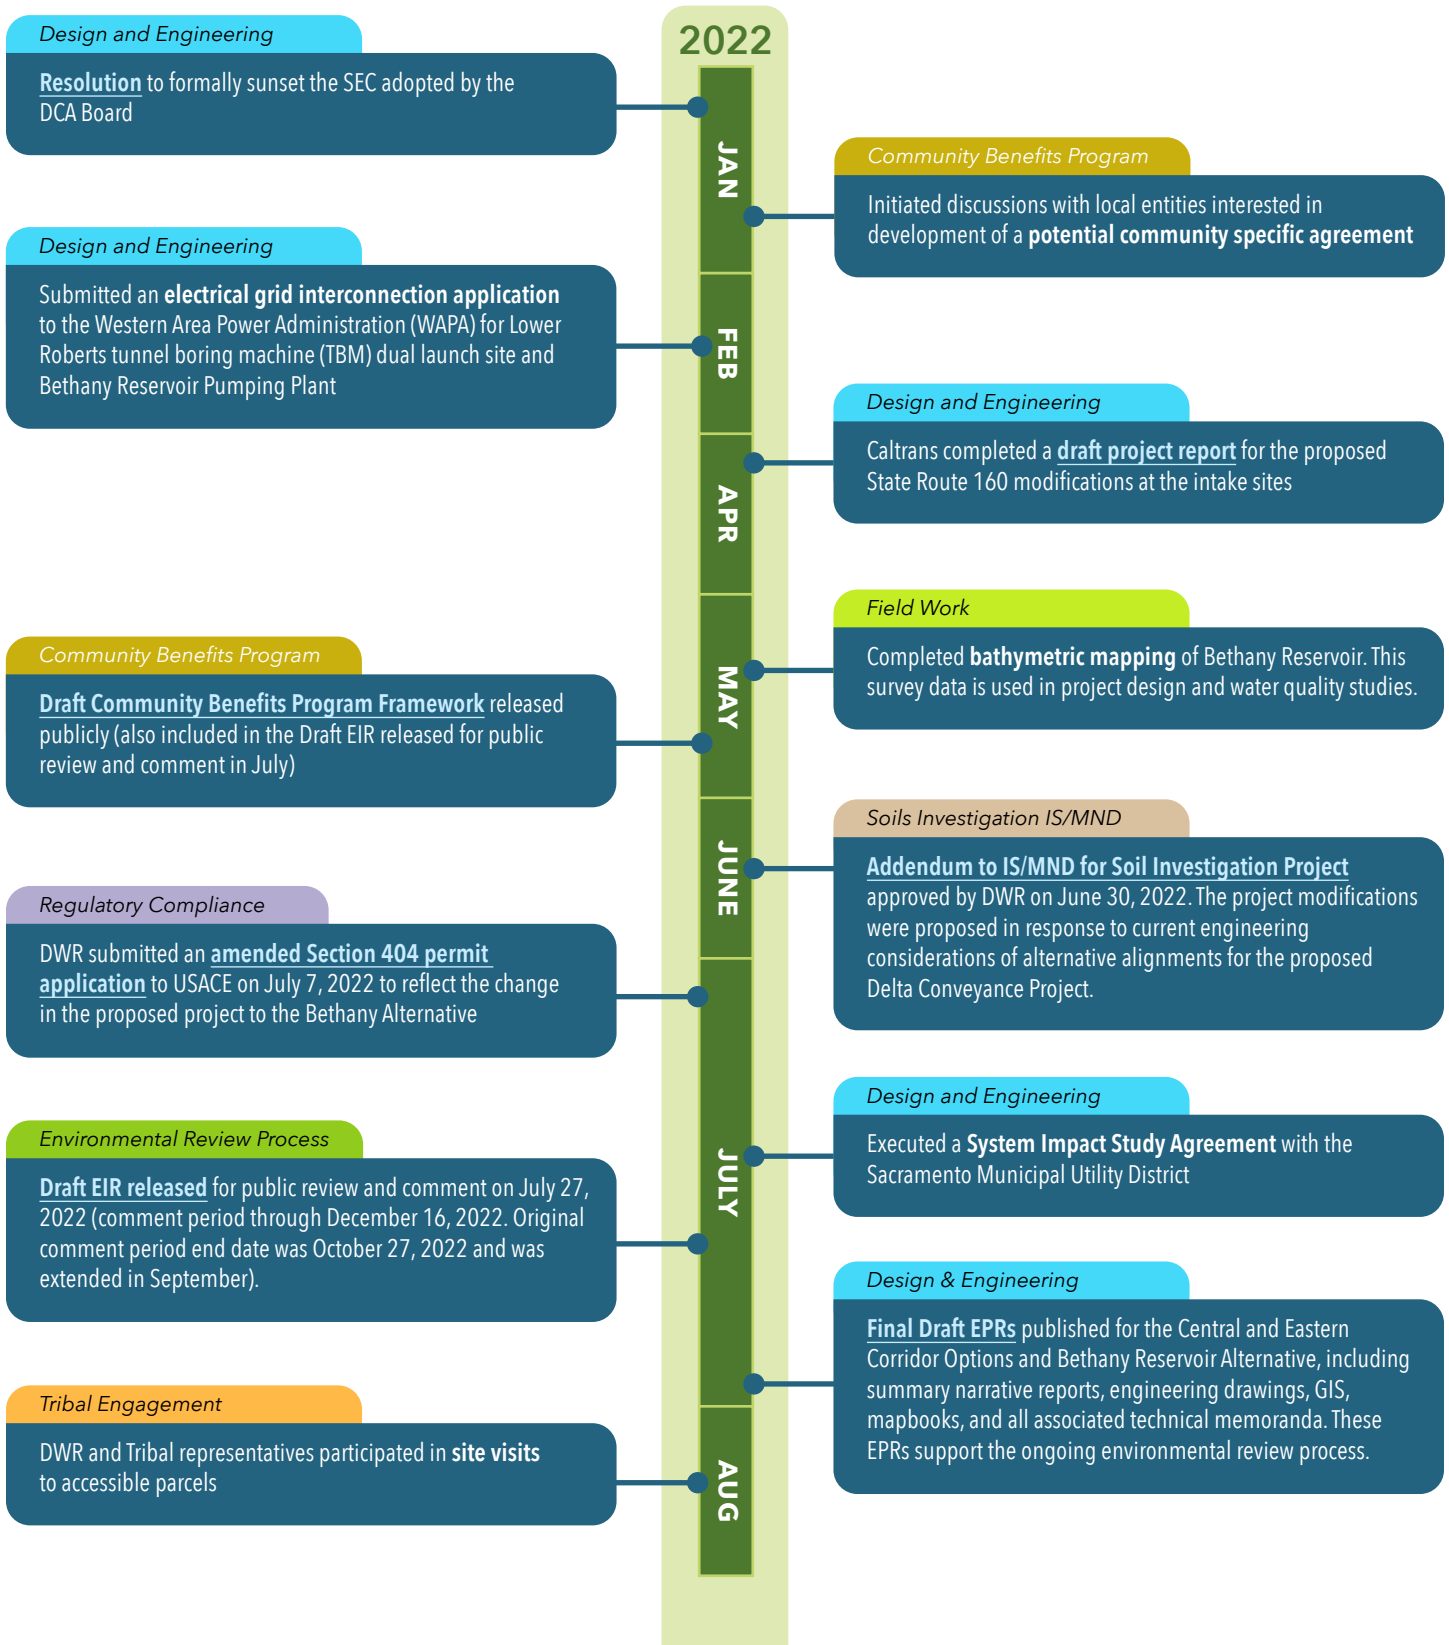 2022
Design and Engineering
Resolution to formally sunset the SEC adopted by the
DCA Board
JAN
Community Benefits Program
Initiated discussions with local entities interested in
development of a potential community specific agreement
Design and Engineering
Submitted an electrical grid interconnection application
to the Western Area Power Administration (WAPA) for Lower
Roberts tunnel boring machine (TBM) dual launch site and
Bethany Reservoir Pumping Plant
FEB
Design and Engineering
Caltrans completed a draft project report for the proposed
State Route 160 modifications at the intake sites
APR
Field Work
Completed bathymetric mapping of Bethany Reservoir. This
survey data is used in project design and water quality studies.
MAY
Community Benefits Program
Draft Community Benefits Program Framework released
publicly (also included in the Draft EIR released for public
review and comment in July)
Soils Investigation IS/MND
Addendum to IS/MND for Soil Investigation Project
approved by DWR on June 30, 2022. The project modifications
were proposed in response to current engineering
considerations of alternative alignments for the proposed
Delta Conveyance Project.
JUNE
Regulatory Compliance
DWR submitted an amended Section 404 permit
application to USACE on July 7, 2022 to reflect the change
in the proposed project to the Bethany Alternative
Design and Engineering
Executed a System Impact Study Agreement with the
Sacramento Municipal Utility District
JULY
Environmental Review Process
Draft EIR released for public review and comment on July 27,
2022 (comment period through December 16, 2022. Original
comment period end date was October 27, 2022 and was
extended in September).
Design & Engineering
Final Draft EPRs published for the Central and Eastern
Corridor Options and Bethany Reservoir Alternative, including
summary narrative reports, engineering drawings, GIS,
mapbooks, and all associated technical memoranda. These
EPRs support the ongoing environmental review process.
Tribal Engagement
DWR and Tribal representatives participated in site visits
to accessible parcels
AUG